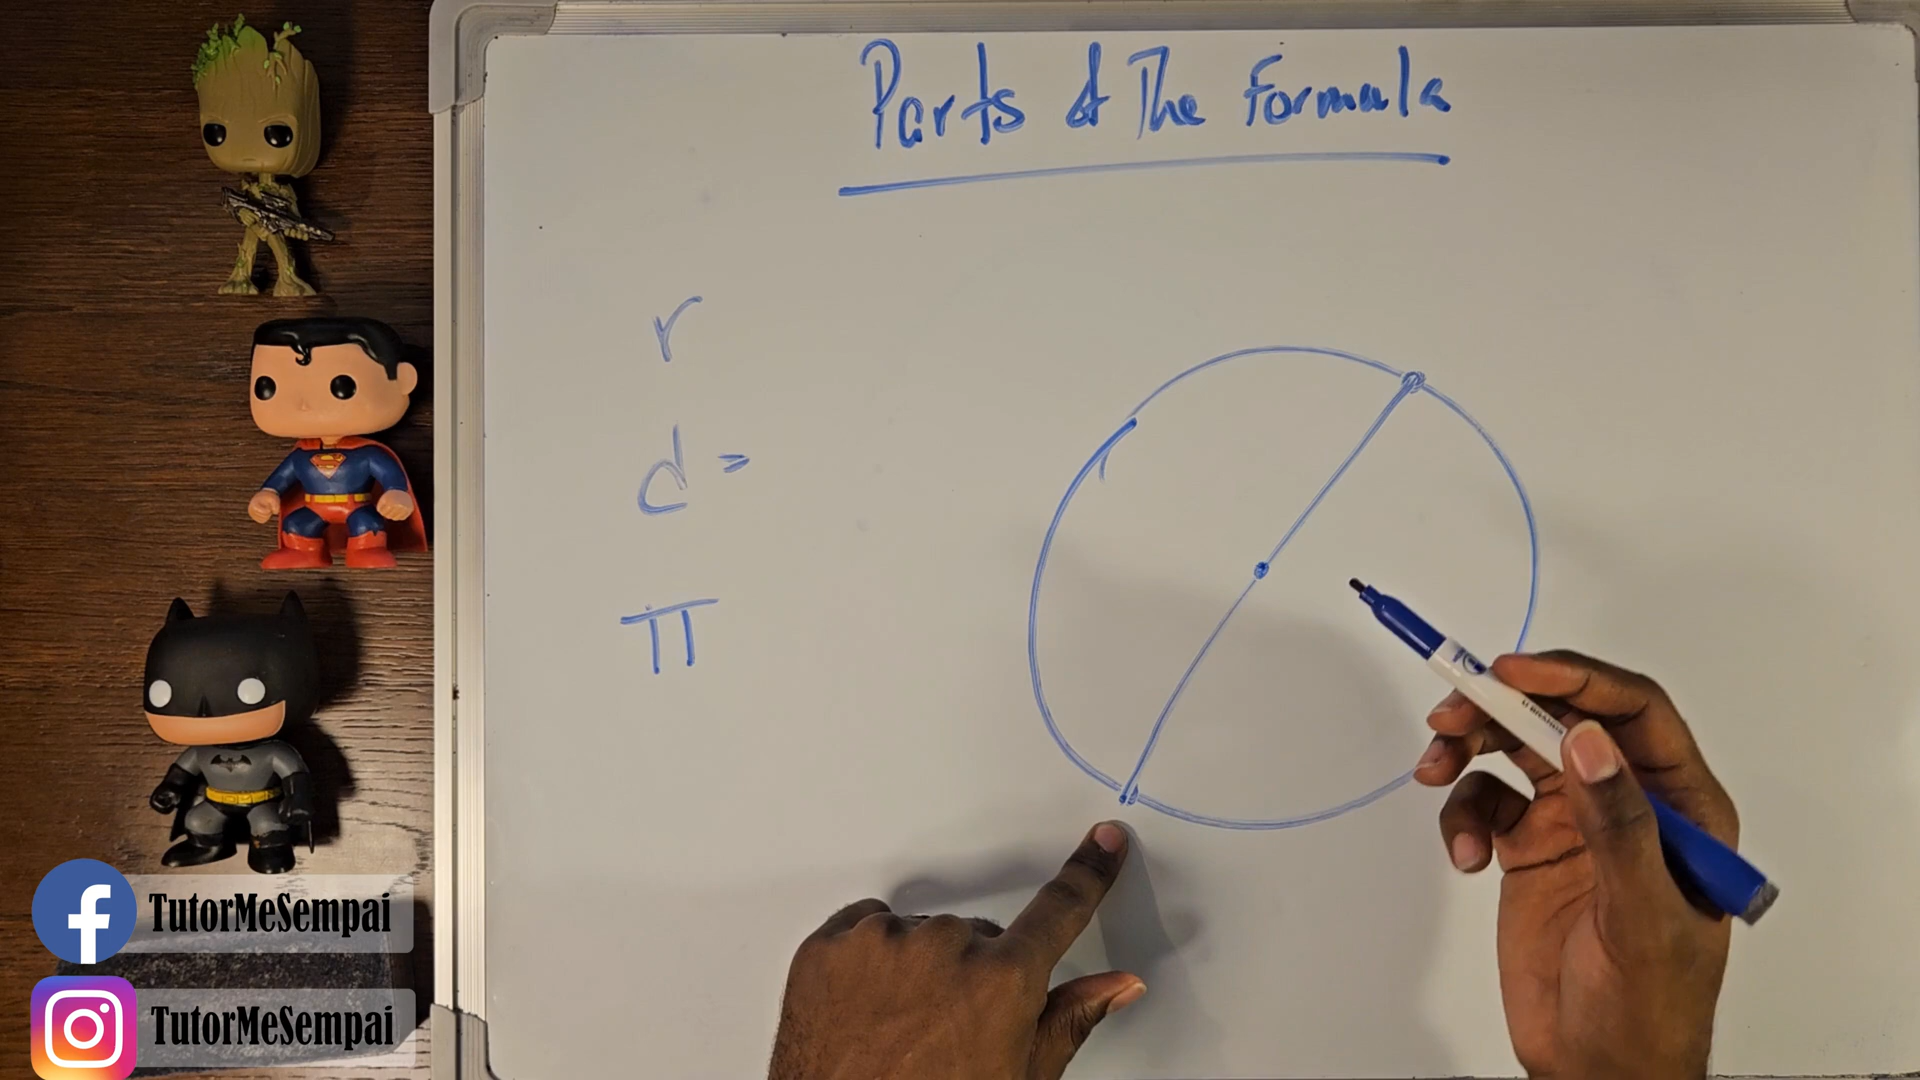 Parts of The Formula
r
d =
π
TutorMeSempai
TutorMeSempai